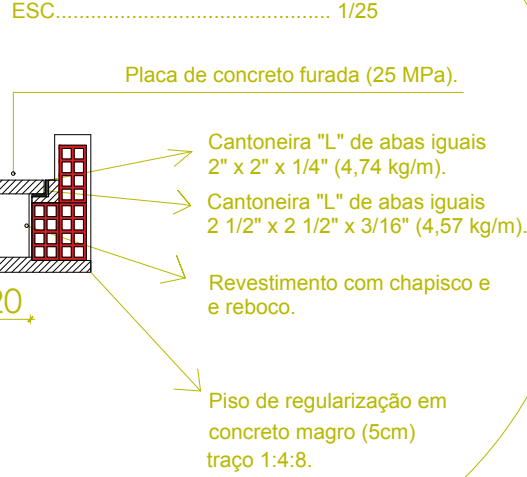 ESC............................................ 1/25
Placa de concreto furada (25 MPa).
Cantoneira "L" de abas iguais
2" x 2" x 1/4" (4,74 kg/m).
Cantoneira "L" de abas iguais
2 1/2" x 2 1/2" x 3/16" (4,57 kg/m).
Revestimento com chapisco e
e reboco.
20
Piso de regularização em
concreto magro (5cm)
traço 1:4:8.